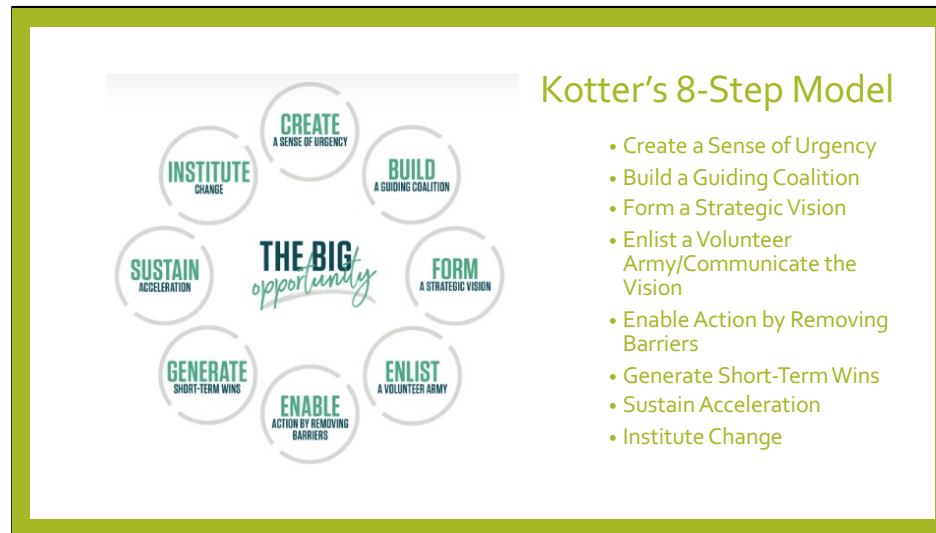 CREATE
A SENSE OF URGENCY
BUILD
A GUIDING COALITION
FORM
A STRATEGIC VISION
ENLIST
A VOLUNTEER ARMY
ENABLE
ACTION BY REMOVING
BARRIERS
GENERATE
SHORT-TERM WINS
SUSTAIN
ACCELERATION
INSTITUTE
CHANGE
THE BIG
opportunity
Kotter’s 8-Step Model
• Create a Sense of Urgency
• Build a Guiding Coalition
• Form a Strategic Vision
• Enlist a Volunteer
Army/Communicate the
Vision
• Enable Action by Removing
Barriers
• Generate Short-Term Wins
• Sustain Acceleration
• Institute Change